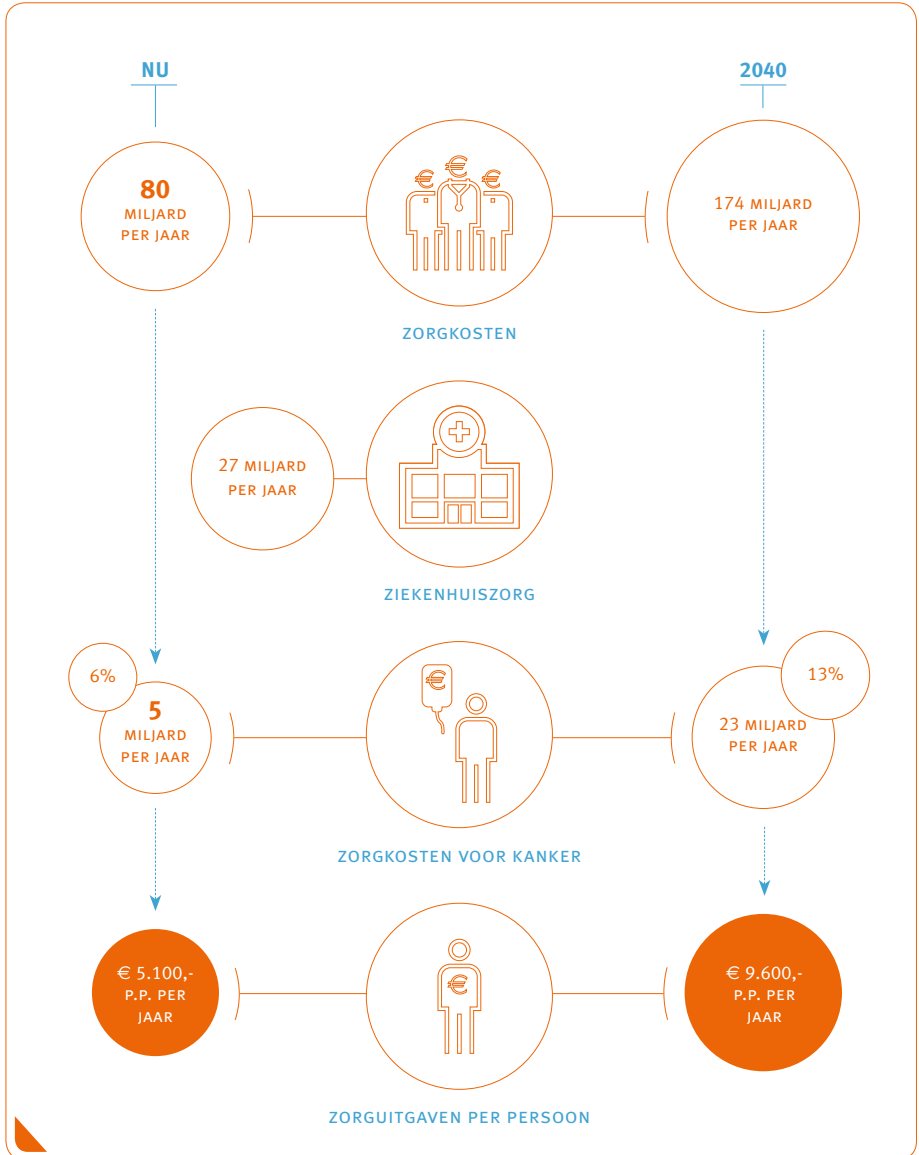 NU
2040
80
MILJARD
PER JAAR
€
€
€
174 MILJARD
PER JAAR
ZORGKOSTEN
27 MILJARD
PER JAAR
ZIEKENHUISZORG
6%
5
MILJARD
PER JAAR
€
13%
23 MILJARD
PER JAAR
ZORGKOSTEN VOOR KANKER
€ 5.100,-
P.P. PER
JAAR
€
€ 9.600,-
P.P. PER
JAAR
ZORGUITGAVEN PER PERSOON